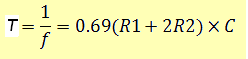 T = 1/f = 0.69(R1 + 2R2) × C